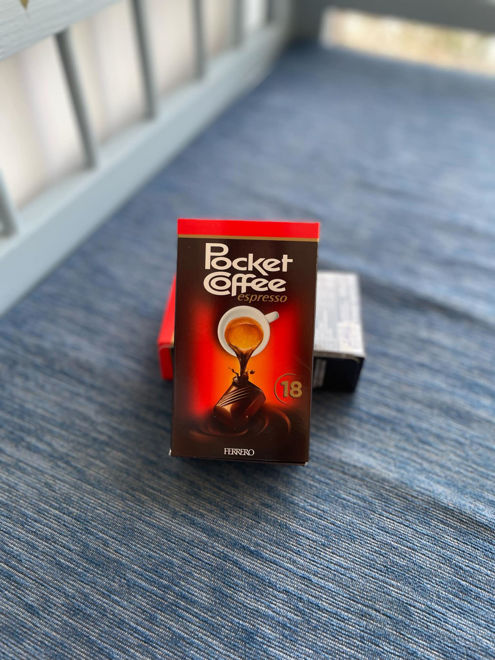 Pocket
Coffee
espresso
18
FERRERO